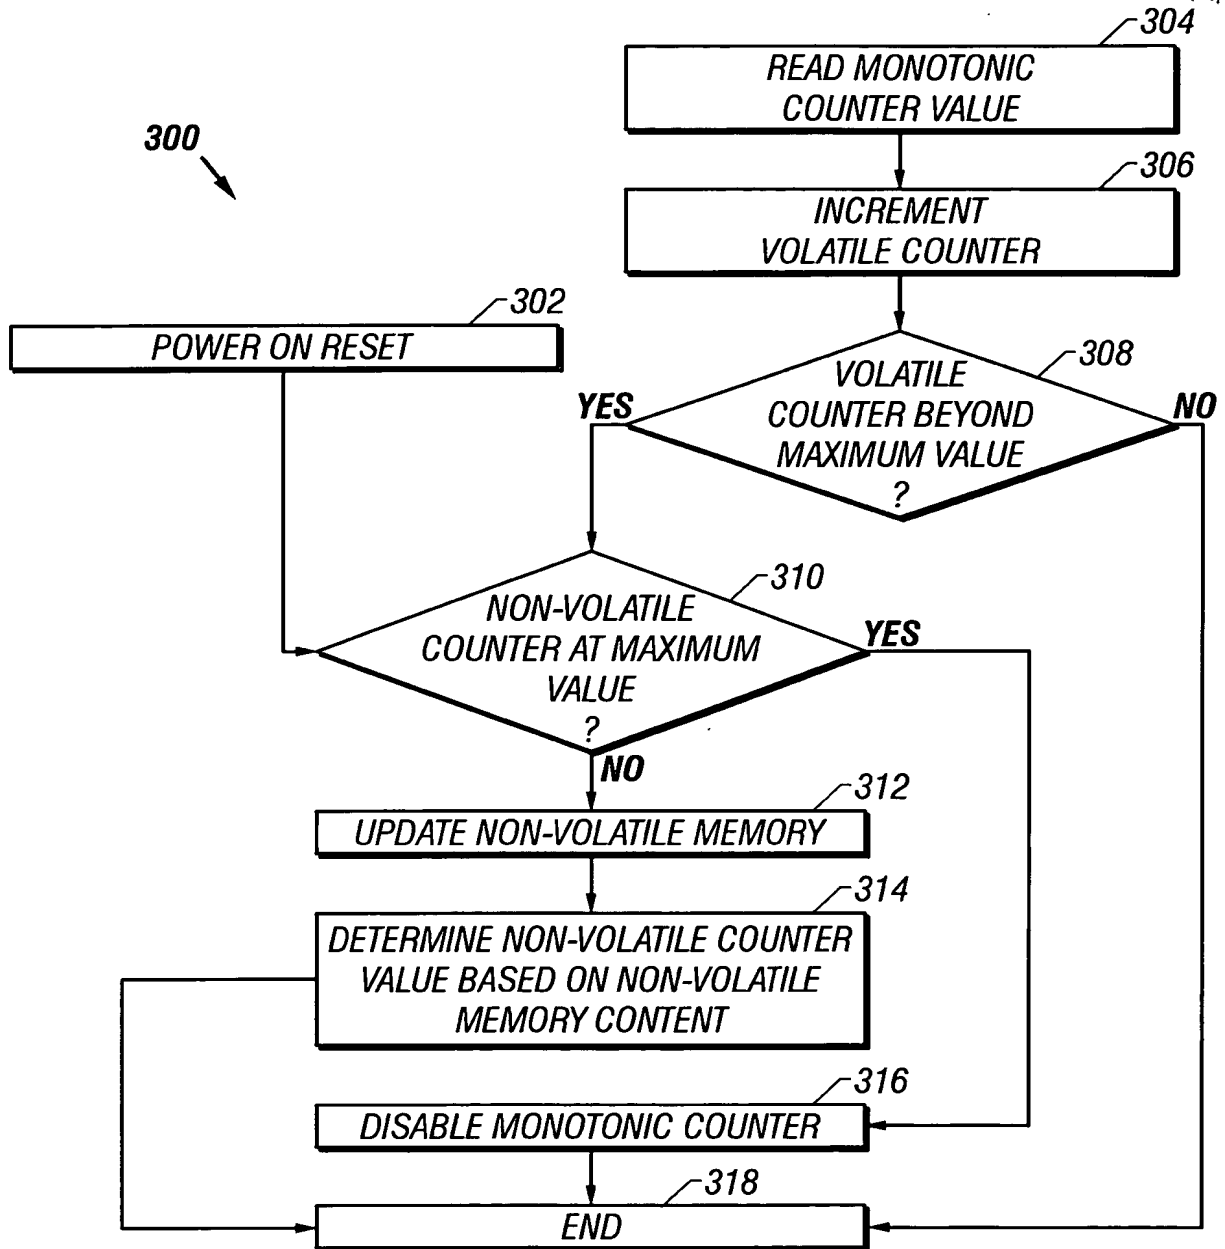 304
READ MONOTONIC
COUNTER VALUE
300
306
INCREMENT
VOLATILE COUNTER
302
POWER ON RESET
308
VOLATILE
COUNTER BEYOND
MAXIMUM VALUE
?
YES
NO
310
NON-VOLATILE
COUNTER AT MAXIMUM
VALUE
?
YES
NO
312
UPDATE NON-VOLATILE MEMORY
314
DETERMINE NON-VOLATILE COUNTER
VALUE BASED ON NON-VOLATILE
MEMORY CONTENT
316
DISABLE MONOTONIC COUNTER
318
END